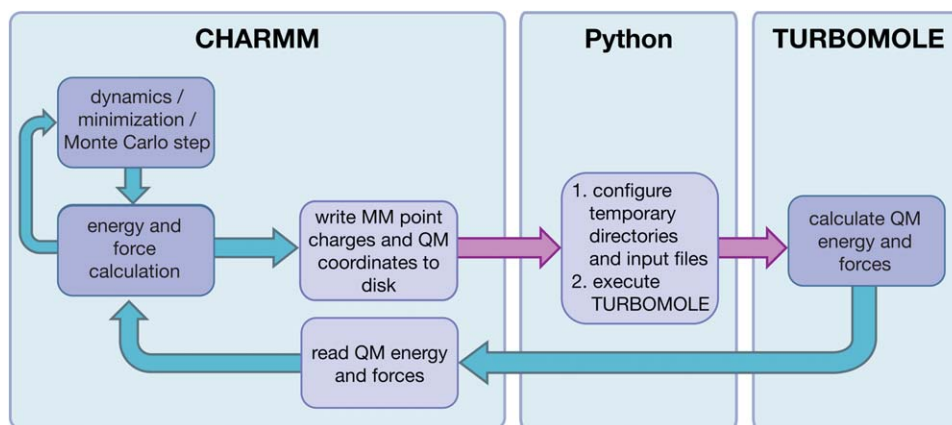 CHARMM
Python
TURBOMOLE
dynamics /
minimization /
Monte Carlo step
energy and
force
calculation
write MM point
charges and QM
coordinates to
disk
1. configure
temporary
directories
and input files
2. execute
TURBOMOLE
calculate QM
energy and
forces
read QM energy
and forces